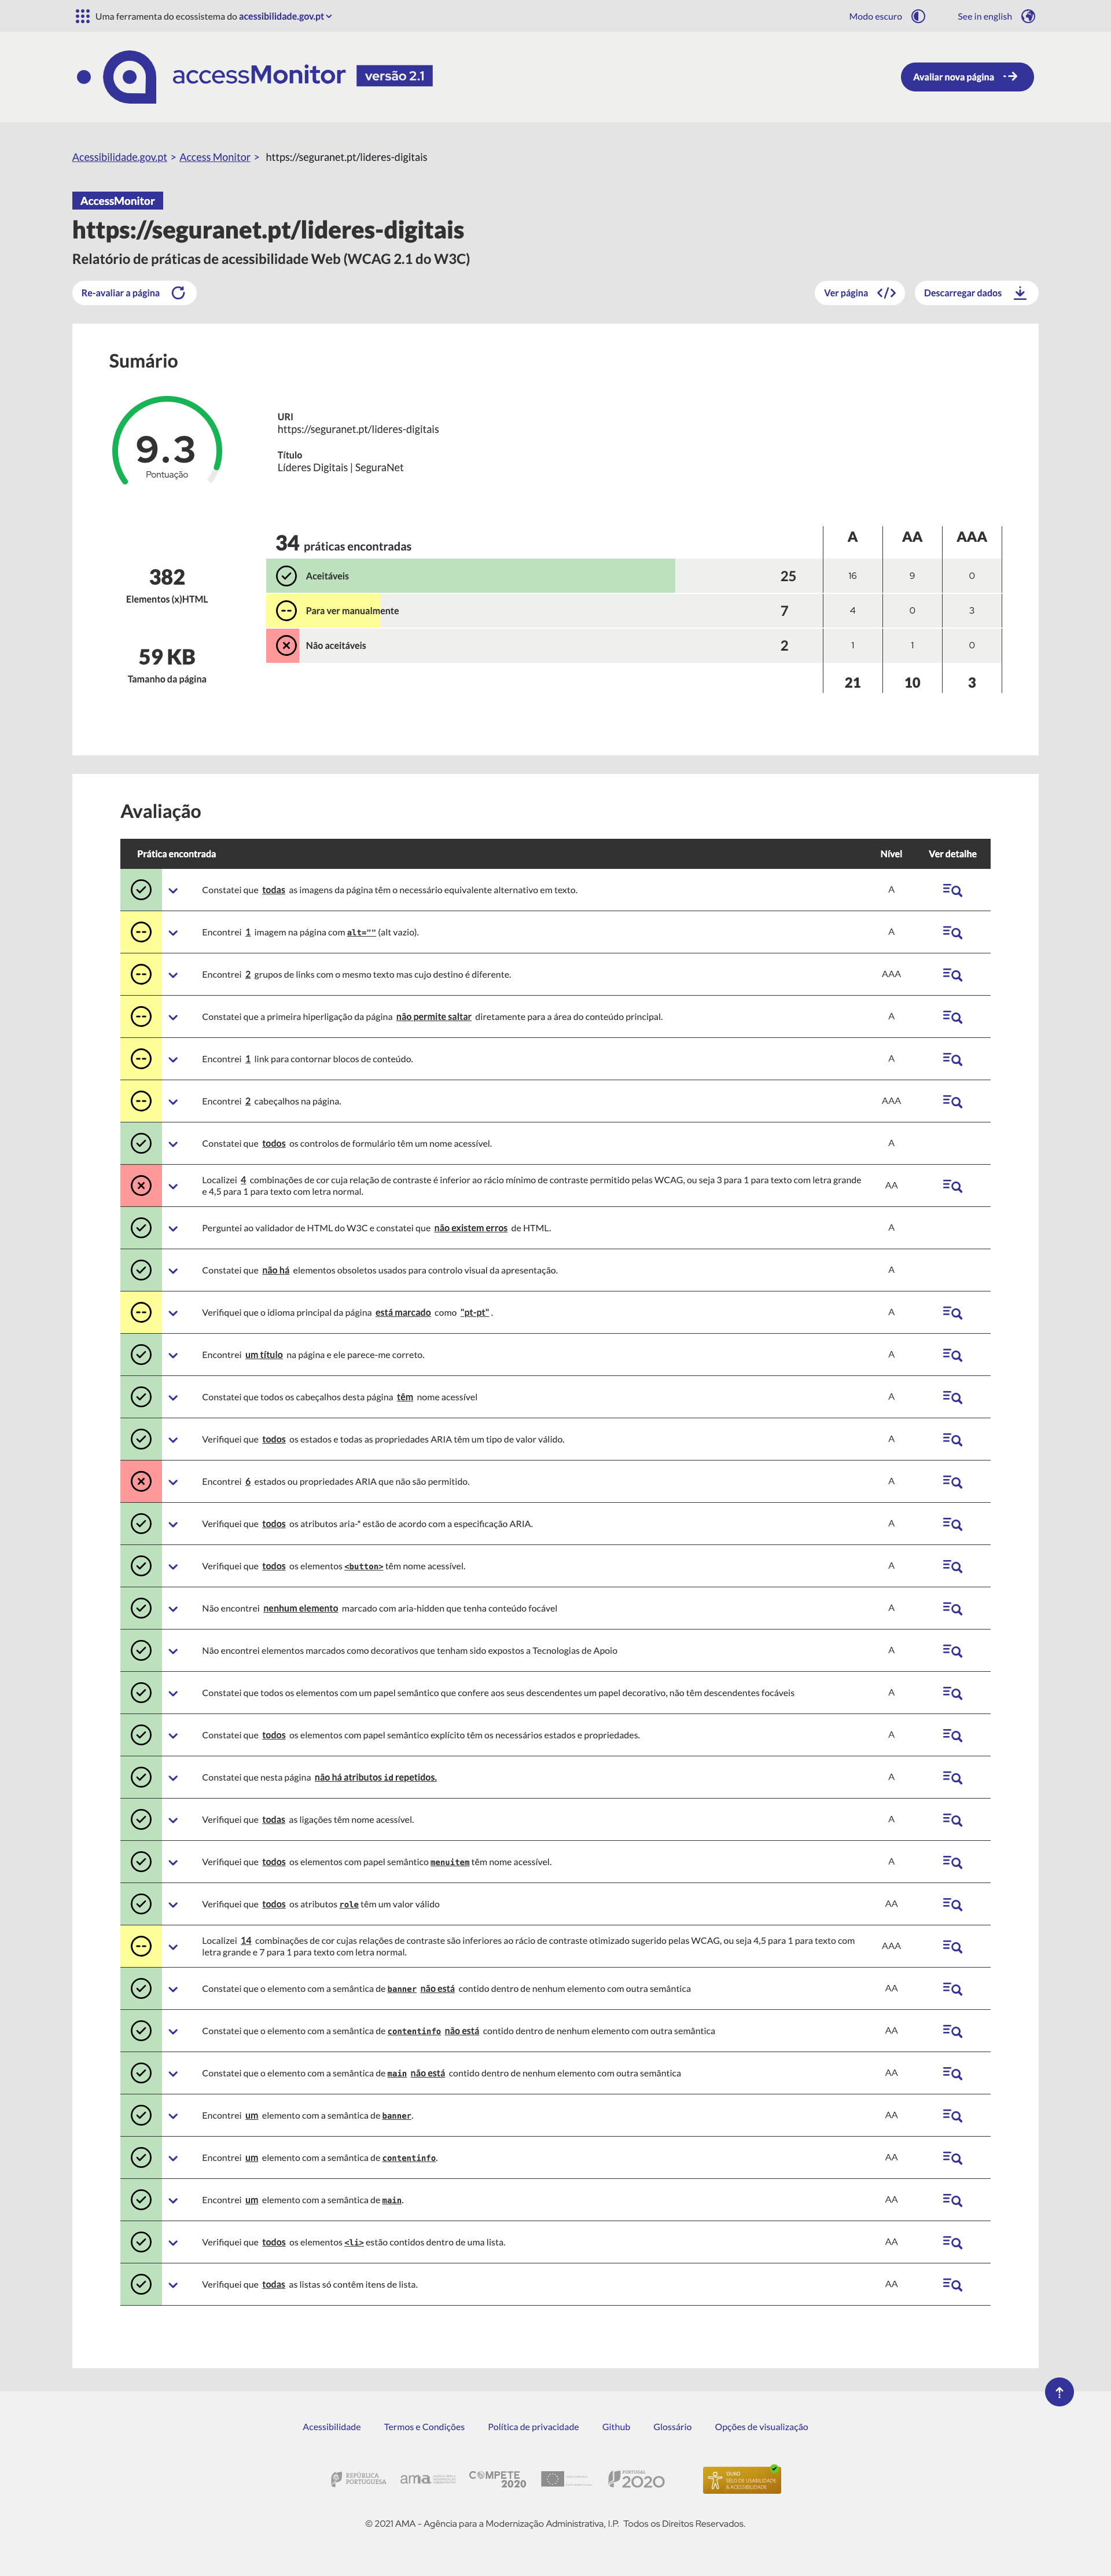 Uma ferramenta do ecossistema do acessibilidade.gov.pt
Modo escuro
See in english
accessMonitor versão 2.1
Avaliar nova página
Acessibilidade.gov.pt > Access Monitor > https://seguranet.pt/lideres-digitais
AccessMonitor
https://seguranet.pt/lideres-digitais
Relatório de práticas de acessibilidade Web (WCAG 2.1 do W3C)
Re-avaliar a página
Ver página
Descarregar dados
Sumário
9.3
Pontuação
URI
https://seguranet.pt/lideres-digitais
Título
Líderes Digitais | SeguraNet
382
Elementos (x)HTML
59 KB
Tamanho da página
34 práticas encontradas A AA AAA
Aceitáveis 25 16 9 0
Para ver manualmente 7 4 0 3
Não aceitáveis 2 1 1 0
21 10 3
Avaliação
Prática encontrada Nível Ver detalhe
Constatei que todas as imagens da página têm o necessário equivalente alternativo em texto. A
Encontrei 1 imagem na página com alt="" (alt vazio). A
Encontrei 2 grupos de links com o mesmo texto mas cujo destino é diferente. AAA
Constatei que a primeira hiperligação da página não permite saltar diretamente para a área do conteúdo principal. A
Encontrei 1 link para contornar blocos de conteúdo. A
Encontrei 2 cabeçalhos na página. AAA
Constatei que todos os controlos de formulário têm um nome acessível. A
Localizei 4 combinações de cor cuja relação de contraste é inferior ao rácio mínimo de contraste permitido pelas WCAG, ou seja 3 para 1 para texto com letra grande
e 4,5 para 1 para texto com letra normal. AA
Perguntei ao validador de HTML do W3C e constatei que não existem erros de HTML. A
Constatei que não há elementos obsoletos usados para controlo visual da apresentação. A
Verifiquei que o idioma principal da página está marcado como "pt-pt" . A
Encontrei um título na página e ele parece-me correto. A
Constatei que todos os cabeçalhos desta página têm nome acessível A
Verifiquei que todos os estados e todas as propriedades ARIA têm um tipo de valor válido. A
Encontrei 6 estados ou propriedades ARIA que não são permitido. A
Verifiquei que todos os atributos aria-* estão de acordo com a especificação ARIA. A
Verifiquei que todos os elementos <button> têm nome acessível. A
Não encontrei nenhum elemento marcado com aria-hidden que tenha conteúdo focável A
Não encontrei elementos marcados como decorativos que tenham sido expostos a Tecnologias de Apoio A
Constatei que todos os elementos com um papel semântico que confere aos seus descendentes um papel decorativo, não têm descendentes focáveis A
Constatei que todos os elementos com papel semântico explícito têm os necessários estados e propriedades. A
Constatei que nesta página não há atributos id repetidos. A
Verifiquei que todas as ligações têm nome acessível. A
Verifiquei que todos os elementos com papel semântico menuitem têm nome acessível. A
Verifiquei que todos os atributos role têm um valor válido AA
Localizei 14 combinações de cor cujas relações de contraste são inferiores ao rácio de contraste otimizado sugerido pelas WCAG, ou seja 4,5 para 1 para texto com
letra grande e 7 para 1 para texto com letra normal. AAA
Constatei que o elemento com a semântica de banner não está contido dentro de nenhum elemento com outra semântica AA
Constatei que o elemento com a semântica de contentinfo não está contido dentro de nenhum elemento com outra semântica AA
Constatei que o elemento com a semântica de main não está contido dentro de nenhum elemento com outra semântica AA
Encontrei um elemento com a semântica de banner. AA
Encontrei um elemento com a semântica de contentinfo. AA
Encontrei um elemento com a semântica de main. AA
Verifiquei que todos os elementos <li> estão contidos dentro de uma lista. AA
Verifiquei que todas as listas só contêm itens de lista. AA
Acessibilidade Termos e Condições Política de privacidade Github Glossário Opções de visualização
REPÚBLICA
PORTUGUESA
ama
COMPETE
2020
PORTUGAL
2020
OURO
SELO DE USABILIDADE
& ACESSIBILIDADE
© 2021 AMA - Agência para a Modernização Administrativa, I.P. Todos os Direitos Reservados.